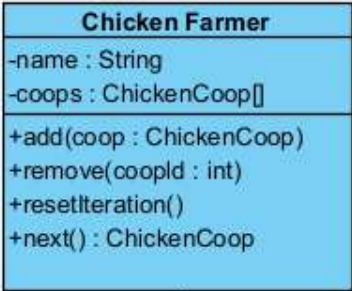 Chicken Farmer
-name : String
-coops : ChickenCoop[]
+add(coop : ChickenCoop)
+remove(coopId : int)
+resetIteration()
+next() : ChickenCoop